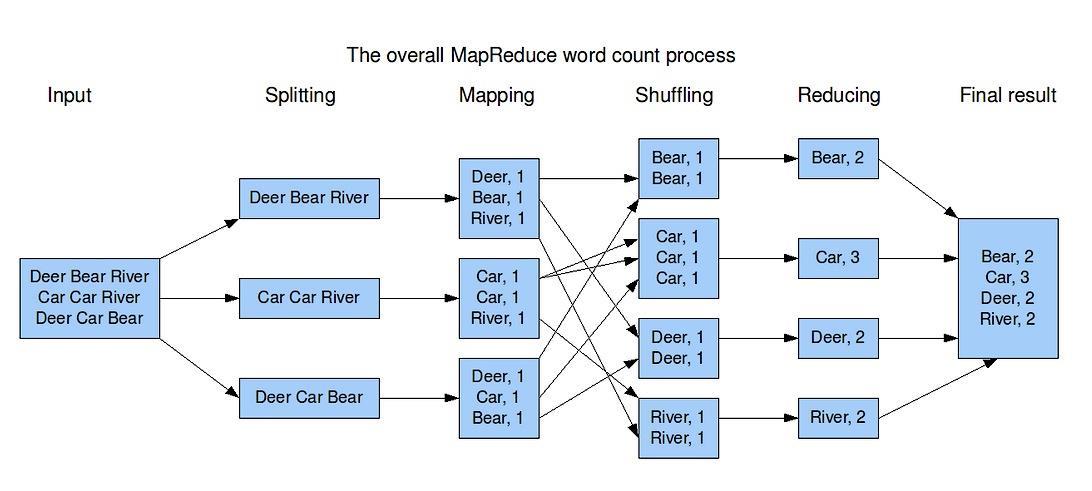 The overall MapReduce word count process
Input
Splitting
Mapping
Shuffling
Reducing
Final result
Deer Bear River
Car Car River
Deer Car Bear
Deer Bear River
Car Car River
Deer Car Bear
Deer, 1
Bear, 1
River, 1
Car, 1
Car, 1
River, 1
Deer, 1
Car, 1
Bear, 1
Bear, 1
Bear, 1
Car, 1
Car, 1
Car, 1
Deer, 1
Deer, 1
River, 1
River, 1
Bear, 2
Car, 3
Deer, 2
River, 2
Bear, 2
Car, 3
Deer, 2
River, 2